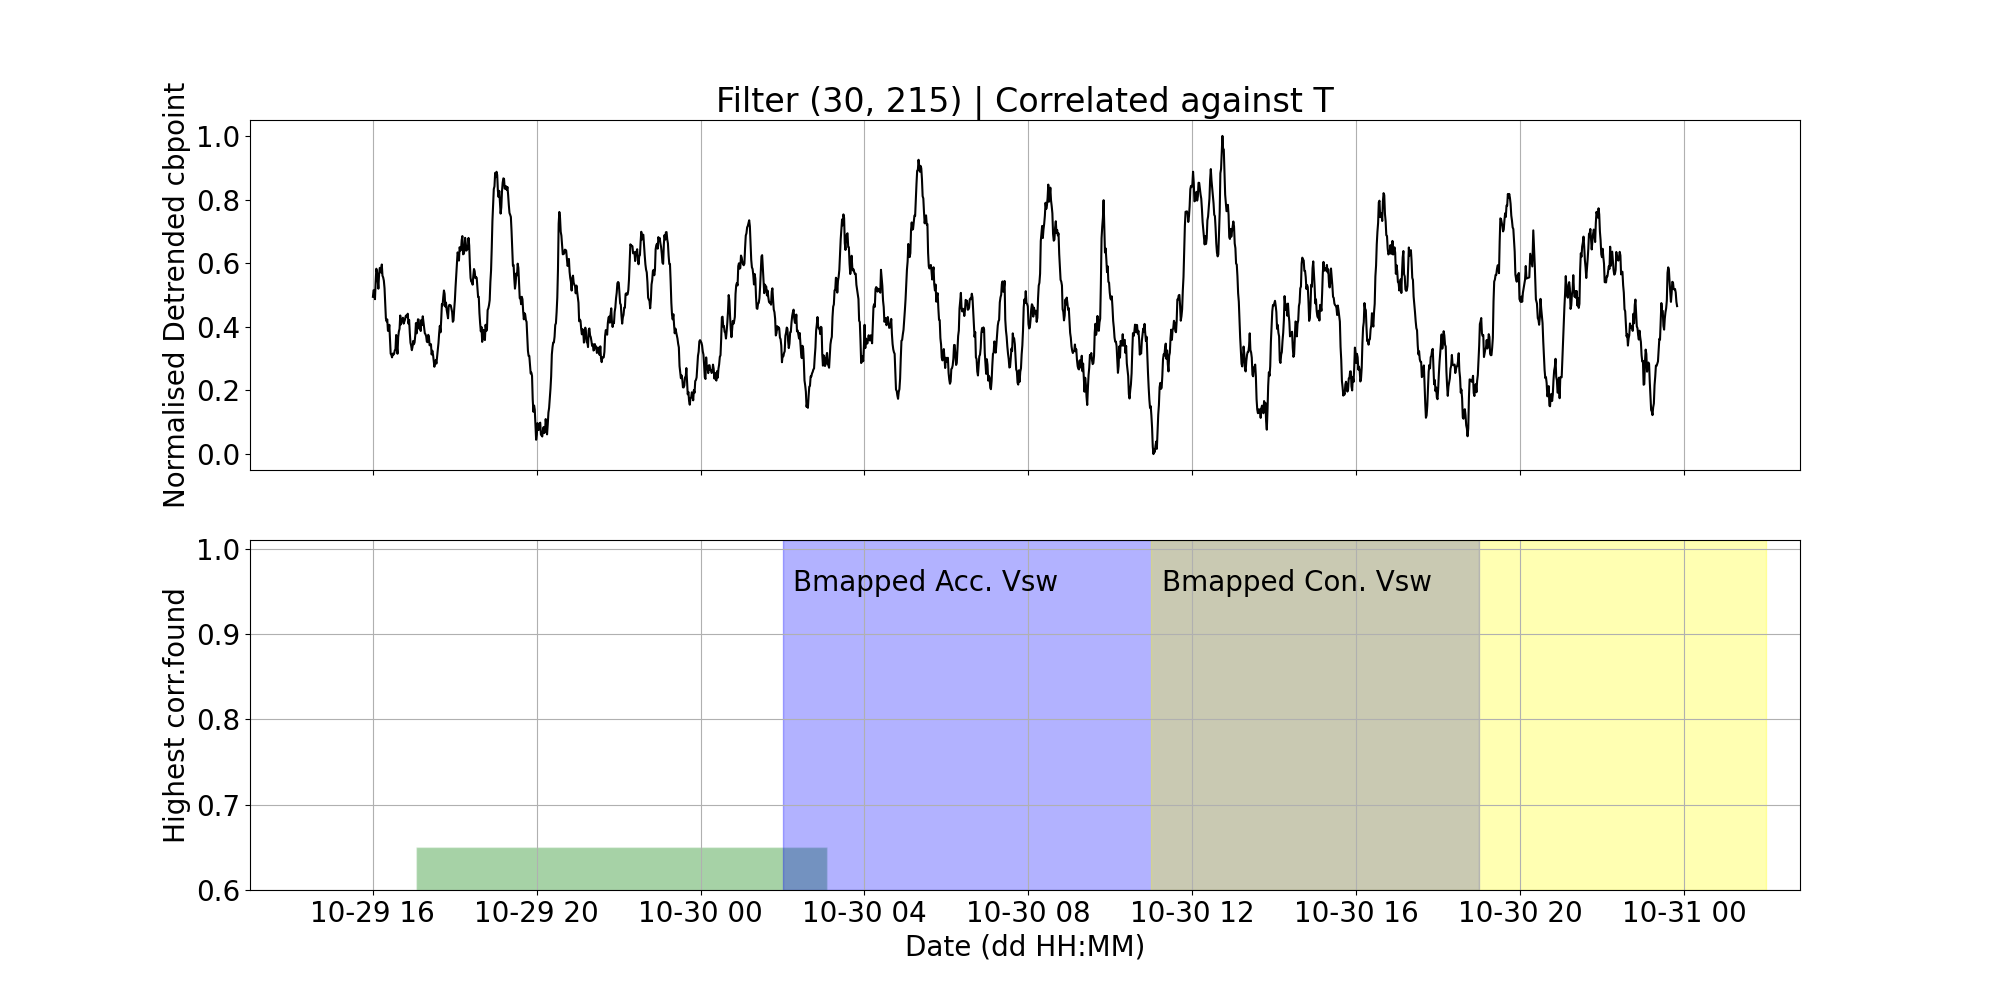 Filter (30, 215) | Correlated against T
Normalised Detrended cbpoint
1.0
0.8
0.6
0.4
0.2
0.0
Highest corr.found
1.0
0.9
0.8
0.7
0.6
Bmapped Acc. Vsw
Bmapped Con. Vsw
10-29 16 10-29 20 10-30 00 10-30 04 10-30 08 10-30 12 10-30 16 10-30 20 10-31 00
Date (dd HH:MM)